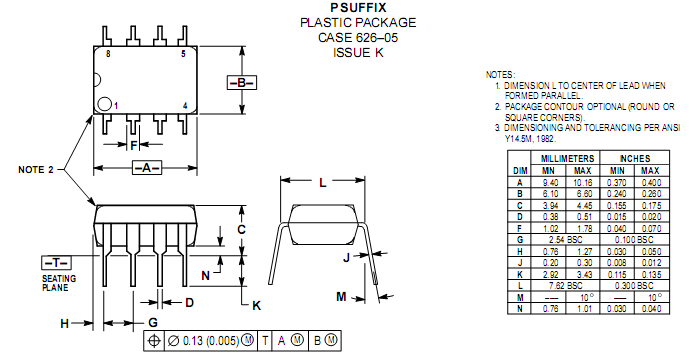 P SUFFIX
PLASTIC PACKAGE
CASE 626–05
ISSUE K
8 5
1 4
–B–
F
NOTE 2
–A–
L
C
–T–
SEATING
PLANE
N
J
D
K
M
H
G
⌖ Ø 0.13 (0.005) Ⓜ T A Ⓜ B Ⓜ
NOTES:
1. DIMENSION L TO CENTER OF LEAD WHEN
FORMED PARALLEL.
2. PACKAGE CONTOUR OPTIONAL (ROUND OR
SQUARE CORNERS).
3. DIMENSIONING AND TOLERANCING PER ANSI
Y14.5M, 1982.
MILLIMETERS INCHES
DIM MIN MAX MIN MAX
A 9.40 10.16 0.370 0.400
B 6.10 6.60 0.240 0.260
C 3.94 4.45 0.155 0.175
D 0.38 0.51 0.015 0.020
F 1.02 1.78 0.040 0.070
G 2.54 BSC 0.100 BSC
H 0.76 1.27 0.030 0.050
J 0.20 0.30 0.008 0.012
K 2.92 3.43 0.115 0.135
L 7.62 BSC 0.300 BSC
M ––– 10° ––– 10°
N 0.76 1.01 0.030 0.040